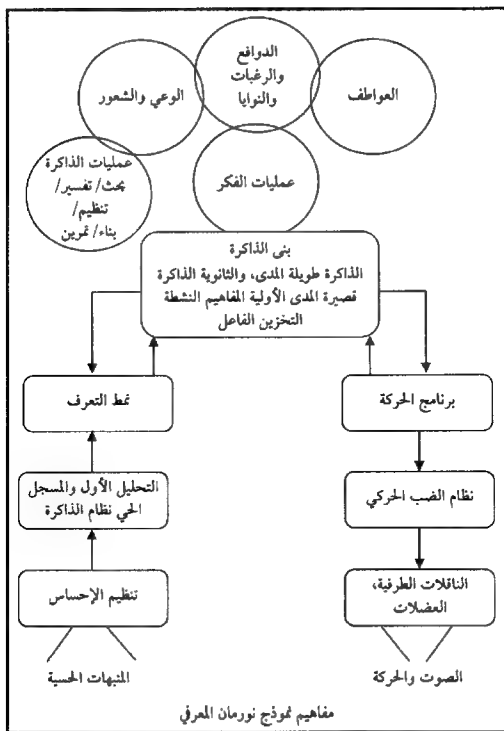 الدوافع
والرغبات
والنوايا
العواطف
الوعي والشعور
عمليات الفكر
عمليات الذاكرة
بحث/ تفسير/
تنظيم/
بناء/ تمرين
بنى الذاكرة
الذاكرة طويلة المدى، والثانوية الذاكرة
قصيرة المدى الأولية المفاهيم النشطة
التخزين الفاعل
برنامج الحركة
نمط التعرف
نظام الضب الحركي
التحليل الأول والمسجل
الحي نظام الذاكرة
الناقلات الطرفية،
العضلات
تنظيم الإحساس
الصوت والحركة
المنبهات الحسية
مفاهيم نموذج نورمان المعرفي